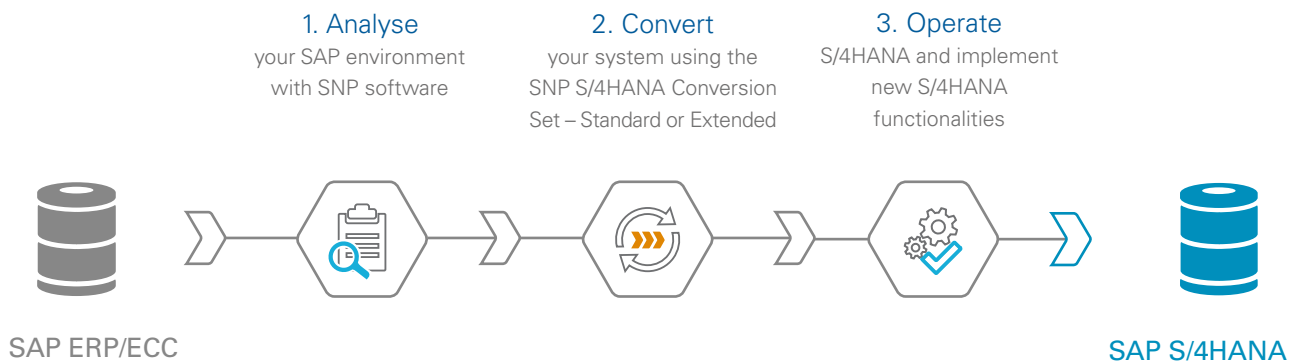 1. Analyse
your SAP environment
with SNP software
2. Convert
your system using the
SNP S/4HANA Conversion
Set – Standard or Extended
3. Operate
S/4HANA and implement
new S/4HANA
functionalities
SAP ERP/ECC
SAP S/4HANA